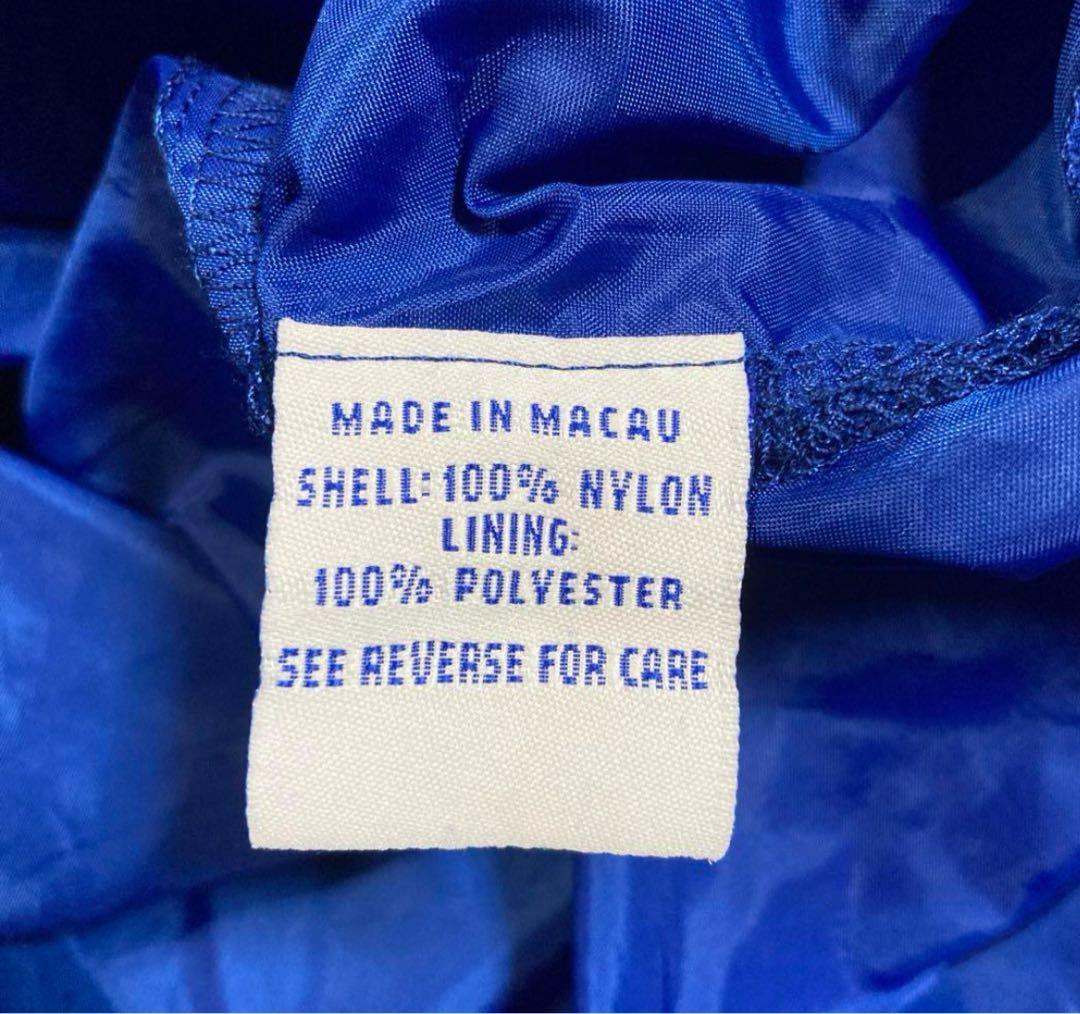 MADE IN MACAU
SHELL: 100% NYLON
LINING:
100% POLYESTER
SEE REVERSE FOR CARE